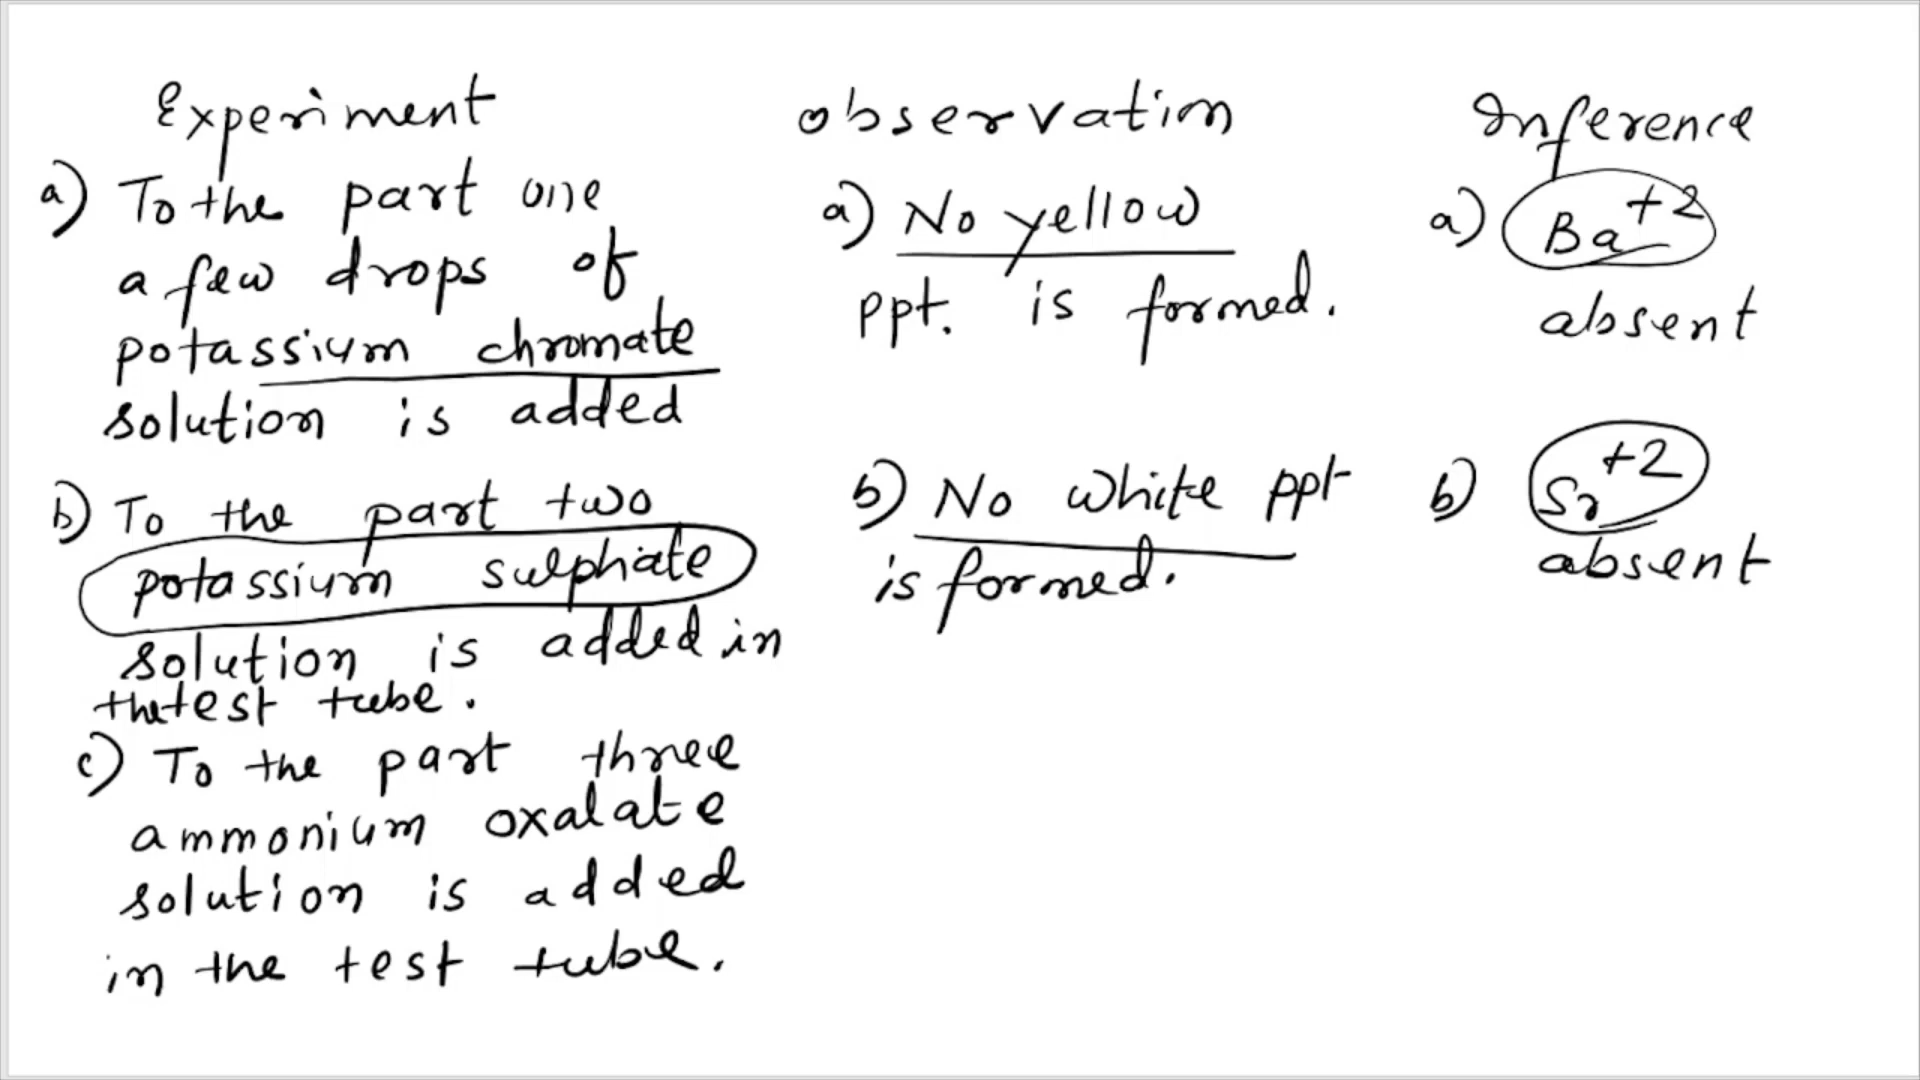 Experiment
a) To the part one
a few drops of
potassium chromate
solution is added
b) To the part two
potassium sulphate
solution is added in
the test tube.
c) To the part three
ammonium oxalate
solution is added
in the test tube.
observation
a) No yellow
ppt. is formed.
b) No white ppt
is formed.
Inference
a) Ba+2
absent
b) Sr+2
absent